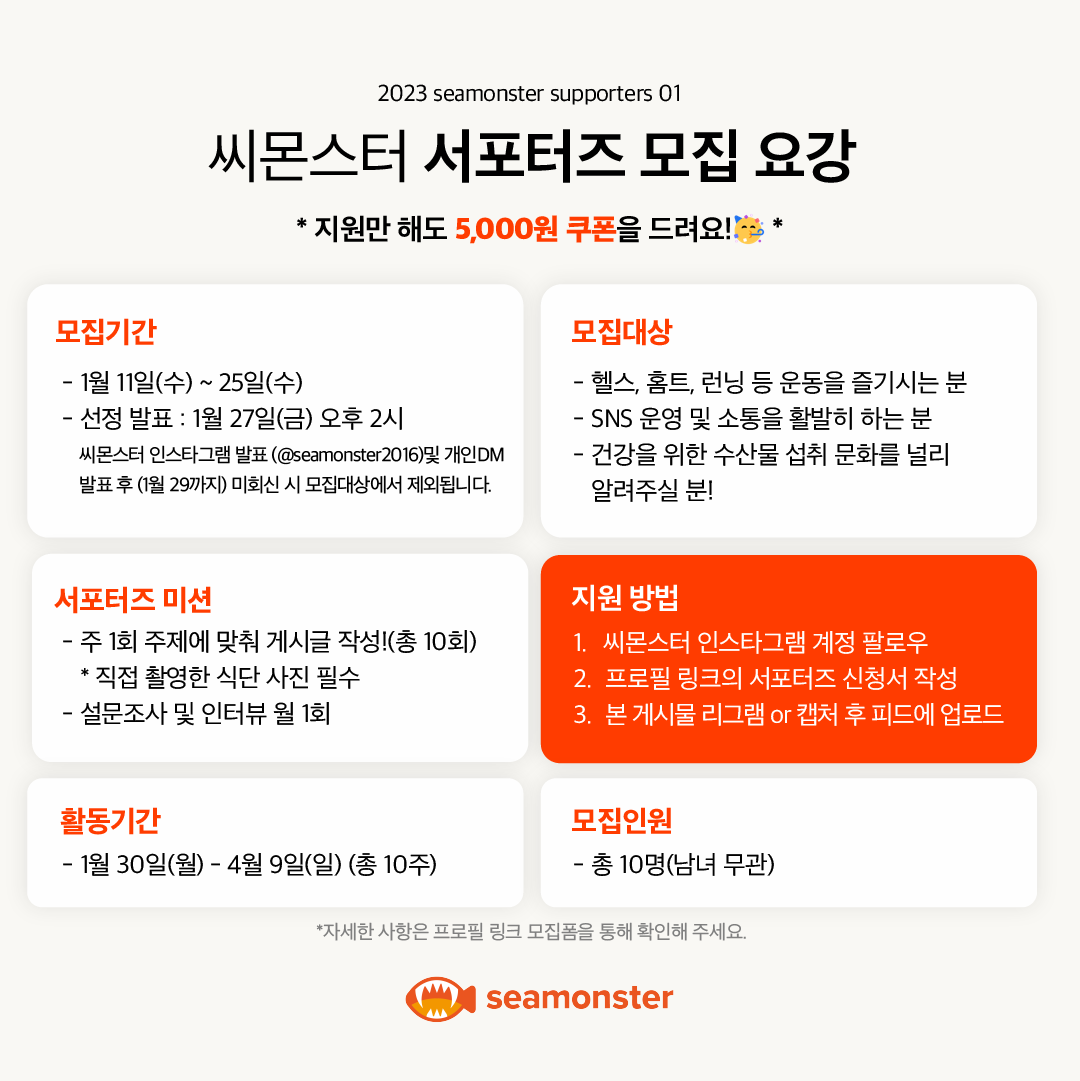 2023 seamonster supporters 01
씨몬스터 서포터즈 모집 요강
* 지원만 해도 5,000원 쿠폰을 드려요!🥳 *
모집기간
- 1월 11일(수) ~ 25일(수)
- 선정 발표 : 1월 27일(금) 오후 2시
씨몬스터 인스타그램 발표 (@seamonster2016)및 개인DM
발표 후 (1월 29까지) 미회신 시 모집대상에서 제외됩니다.
모집대상
- 헬스, 홈트, 런닝 등 운동을 즐기시는 분
- SNS 운영 및 소통을 활발히 하는 분
- 건강을 위한 수산물 섭취 문화를 널리
알려주실 분!
서포터즈 미션
- 주 1회 주제에 맞춰 게시글 작성!(총 10회)
* 직접 촬영한 식단 사진 필수
- 설문조사 및 인터뷰 월 1회
지원 방법
1. 씨몬스터 인스타그램 계정 팔로우
2. 프로필 링크의 서포터즈 신청서 작성
3. 본 게시물 리그램 or 캡처 후 피드에 업로드
활동기간
- 1월 30일(월) - 4월 9일(일) (총 10주)
모집인원
- 총 10명(남녀 무관)
*자세한 사항은 프로필 링크 모집폼을 통해 확인해 주세요.
seamonster